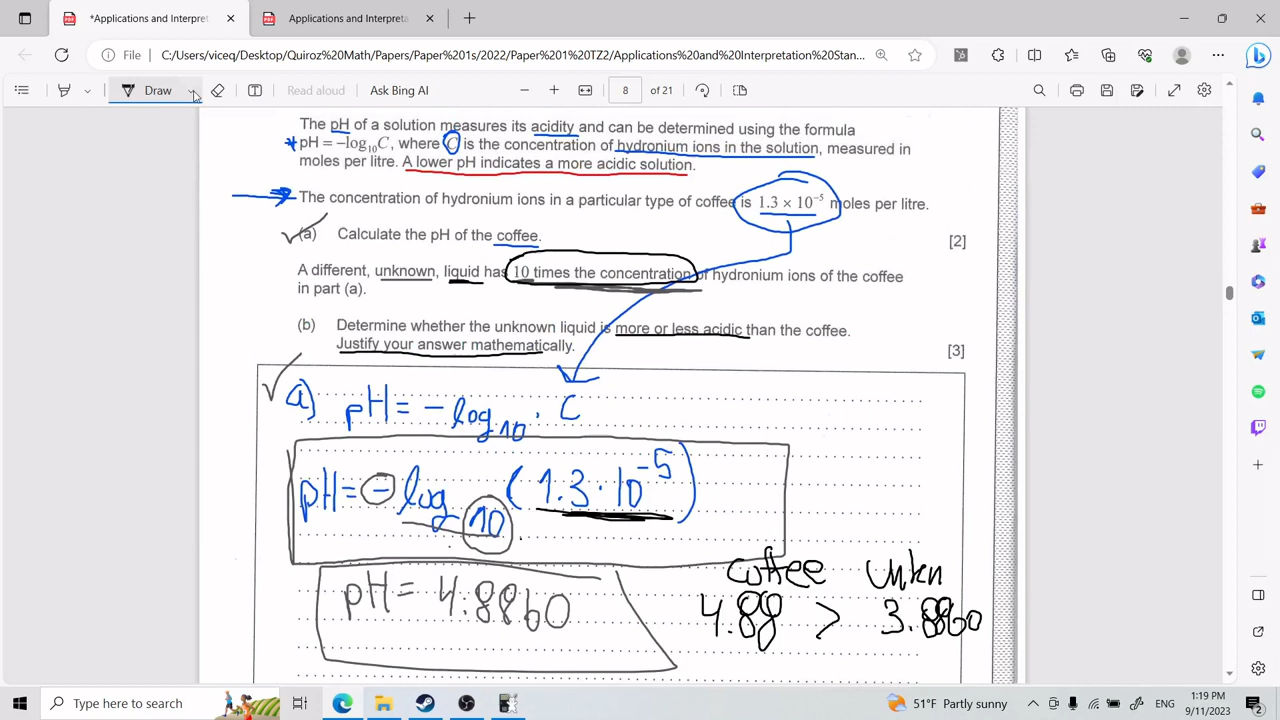 *Applications and Interpret
Applications and Interpret
File
C:/Users/viceq/Desktop/Quiroz%20Math/Papers/Paper%201s/2022/Paper%201%20TZ2/Applications%20and%20Interpretation%20Stan...
Draw
Read aloud
Ask Bing AI
8
of 21
The pH of a solution measures its acidity and can be determined using the formula
pH = −log₁₀C, where C is the concentration of hydronium ions in the solution, measured in
moles per litre. A lower pH indicates a more acidic solution.
The concentration of hydronium ions in a particular type of coffee is 1.3 × 10⁻⁵ moles per litre.
(a) Calculate the pH of the coffee.
[2]
A different, unknown, liquid has 10 times the concentration of hydronium ions of the coffee
in part (a).
(b) Determine whether the unknown liquid is more or less acidic than the coffee.
Justify your answer mathematically.
[3]
a) pH = − log₁₀ · C
pH = − log₁₀ (1.3 · 10⁻⁵)
coffee Unkn
pH = 4.8860
4.89 > 3.8860
Type here to search
51°F Partly sunny
ENG
1:19 PM
9/11/2023
2